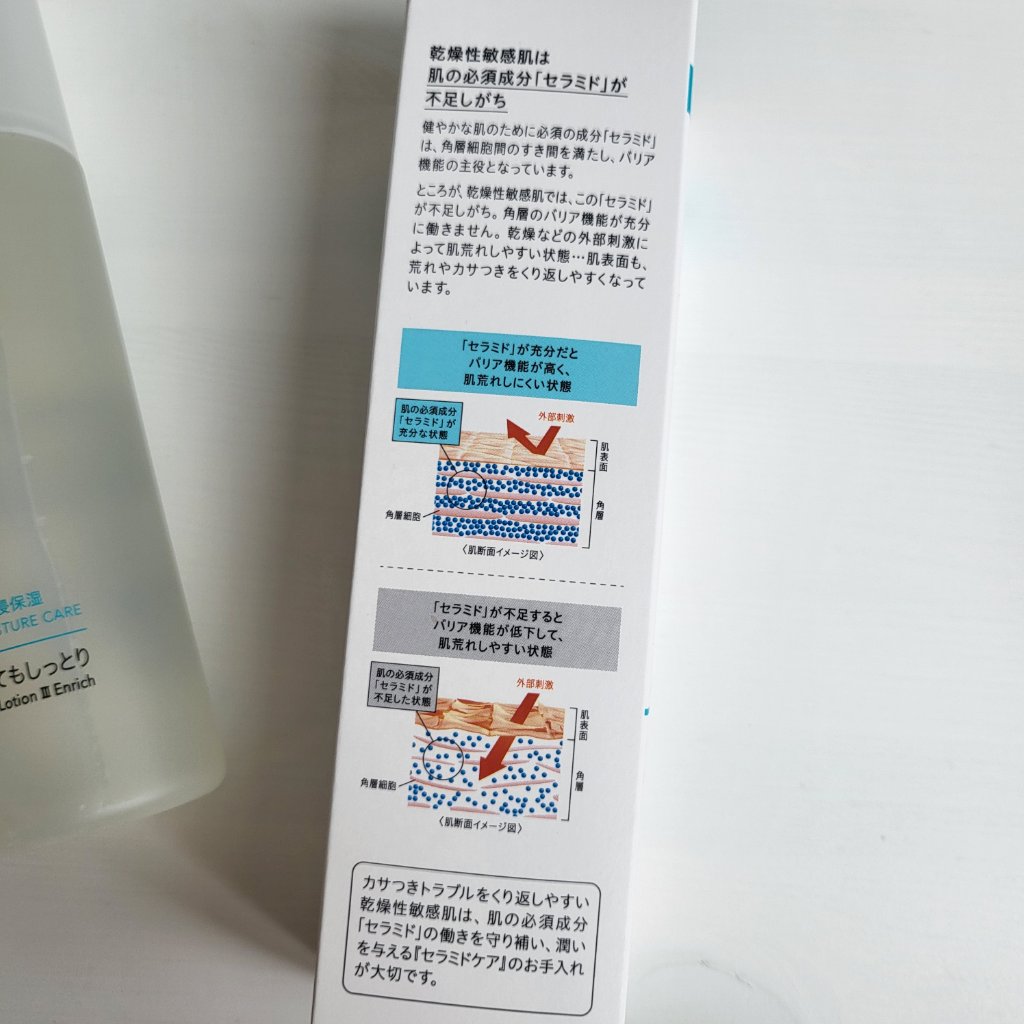 乾燥性敏感肌は
肌の必須成分「セラミド」が
不足しがち
健やかな肌のために必須の成分「セラミド」
は、角層細胞間のすき間を満たし、バリア
機能の主役となっています。
ところが、乾燥性敏感肌では、この「セラミド」
が不足しがち。角層のバリア機能が充分
に働きません。乾燥などの外部刺激に
よって肌荒れしやすい状態…肌表面も、
荒れやカサつきをくり返しやすくなって
います。
「セラミド」が充分だと
バリア機能が高く、
肌荒れしにくい状態
肌の必須成分
「セラミド」が
充分な状態
外部刺激
肌表面
角層
角層細胞
〈肌断面イメージ図〉
「セラミド」が不足すると
バリア機能が低下して、
肌荒れしやすい状態
肌の必須成分
「セラミド」が
不足した状態
外部刺激
肌表面
角層
角層細胞
〈肌断面イメージ図〉
カサつきトラブルをくり返しやすい
乾燥性敏感肌は、肌の必須成分
「セラミド」の働きを守り補い、潤い
を与える『セラミドケア』のお手入れ
が大切です。
浸保湿
STURE CARE
てもしっとり
Lotion Ⅲ Enrich